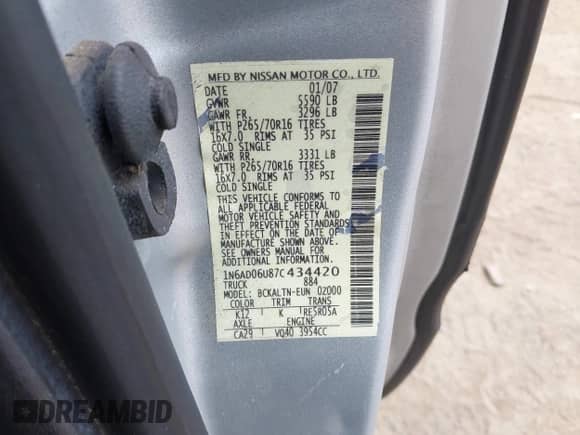 MFD BY NISSAN MOTOR CO., LTD.
DATE 01/07
GVWR 5590 LB
GAWR FR. 3296 LB
WITH P265/70R16 TIRES
16X7.0 RIMS AT 35 PSI
COLD SINGLE
GAWR RR. 3331 LB
WITH P265/70R16 TIRES
16X7.0 RIMS AT 35 PSI
COLD SINGLE
THIS VEHICLE CONFORMS TO
ALL APPLICABLE FEDERAL
MOTOR VEHICLE SAFETY AND
THEFT PREVENTION STANDARDS
IN EFFECT ON THE DATE OF
MANUFACTURE SHOWN ABOVE.
SEE OWNERS MANUAL FOR
ADDITIONAL INFORMATION.
1N6AD06U87C434420
TRUCK 884
MODEL: BCKALTN-EUN 02000
COLOR TRIM TRANS
K12 K RE5R05A
AXLE ENGINE
CA29 VQ40 3954CC
DREAMBID